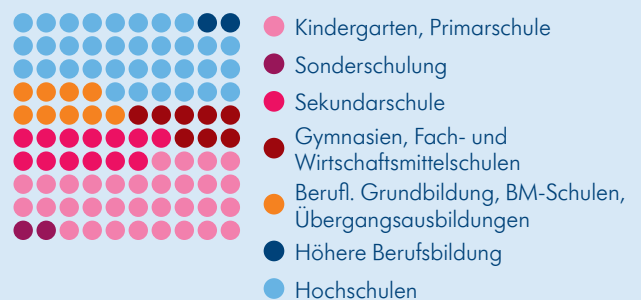 Kindergarten, Primarschule
Sonderschulung
Sekundarschule
Gymnasien, Fach- und
Wirtschaftsmittelschulen
Berufl. Grundbildung, BM-Schulen,
Übergangsausbildungen
Höhere Berufsbildung
Hochschulen